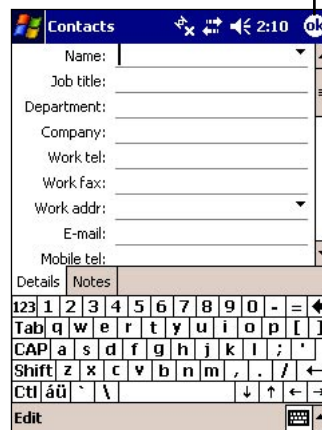 Contacts 2:10 ok
Name:
Job title:
Department:
Company:
Work tel:
Work fax:
Work addr:
E-mail:
Mobile tel:
Details Notes
123 1 2 3 4 5 6 7 8 9 0 - =
Tab q w e r t y u i o p [ ]
CAP a s d f g h j k l ; '
Shift z x c v b n m , . / ←
Ctl áü ` \ ↓ ↑ ← →
Edit